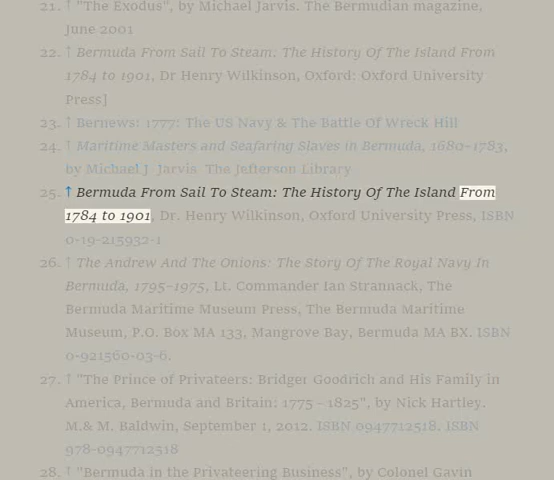 21. ↑ "The Exodus", by Michael Jarvis. The Bermudian magazine,
June 2001
22. ↑ Bermuda From Sail To Steam: The History Of The Island From
1784 to 1901, Dr Henry Wilkinson, Oxford: Oxford University
Press]
23. ↑ Bernews: 1777: The US Navy & The Battle Of Wreck Hill
24. ↑ Maritime Masters and Seafaring Slaves in Bermuda, 1680–1783,
by Michael J. Jarvis. The Jefferson Library
25. ↑ Bermuda From Sail To Steam: The History Of The Island From
1784 to 1901, Dr. Henry Wilkinson, Oxford University Press, ISBN
0-19-215932-1
26. ↑ The Andrew And The Onions: The Story Of The Royal Navy In
Bermuda, 1795–1975, Lt. Commander Ian Strannack, The
Bermuda Maritime Museum Press, The Bermuda Maritime
Museum, P.O. Box MA 133, Mangrove Bay, Bermuda MA BX. ISBN
0-921560-03-6.
27. ↑ "The Prince of Privateers: Bridger Goodrich and His Family in
America, Bermuda and Britain: 1775 – 1825", by Nick Hartley.
M.& M. Baldwin, September 1, 2012. ISBN 0947712518. ISBN
978-0947712518
28. ↑ "Bermuda in the Privateering Business", by Colonel Gavin